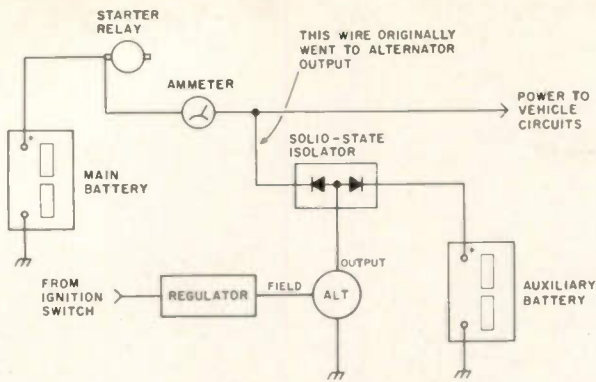 STARTER
RELAY
THIS WIRE ORIGINALLY
WENT TO ALTERNATOR
OUTPUT
AMMETER
POWER TO
VEHICLE
CIRCUITS
SOLID-STATE
ISOLATOR
+
MAIN
BATTERY
OUTPUT
+
FROM
IGNITION
SWITCH
REGULATOR
FIELD
ALT
AUXILIARY
BATTERY